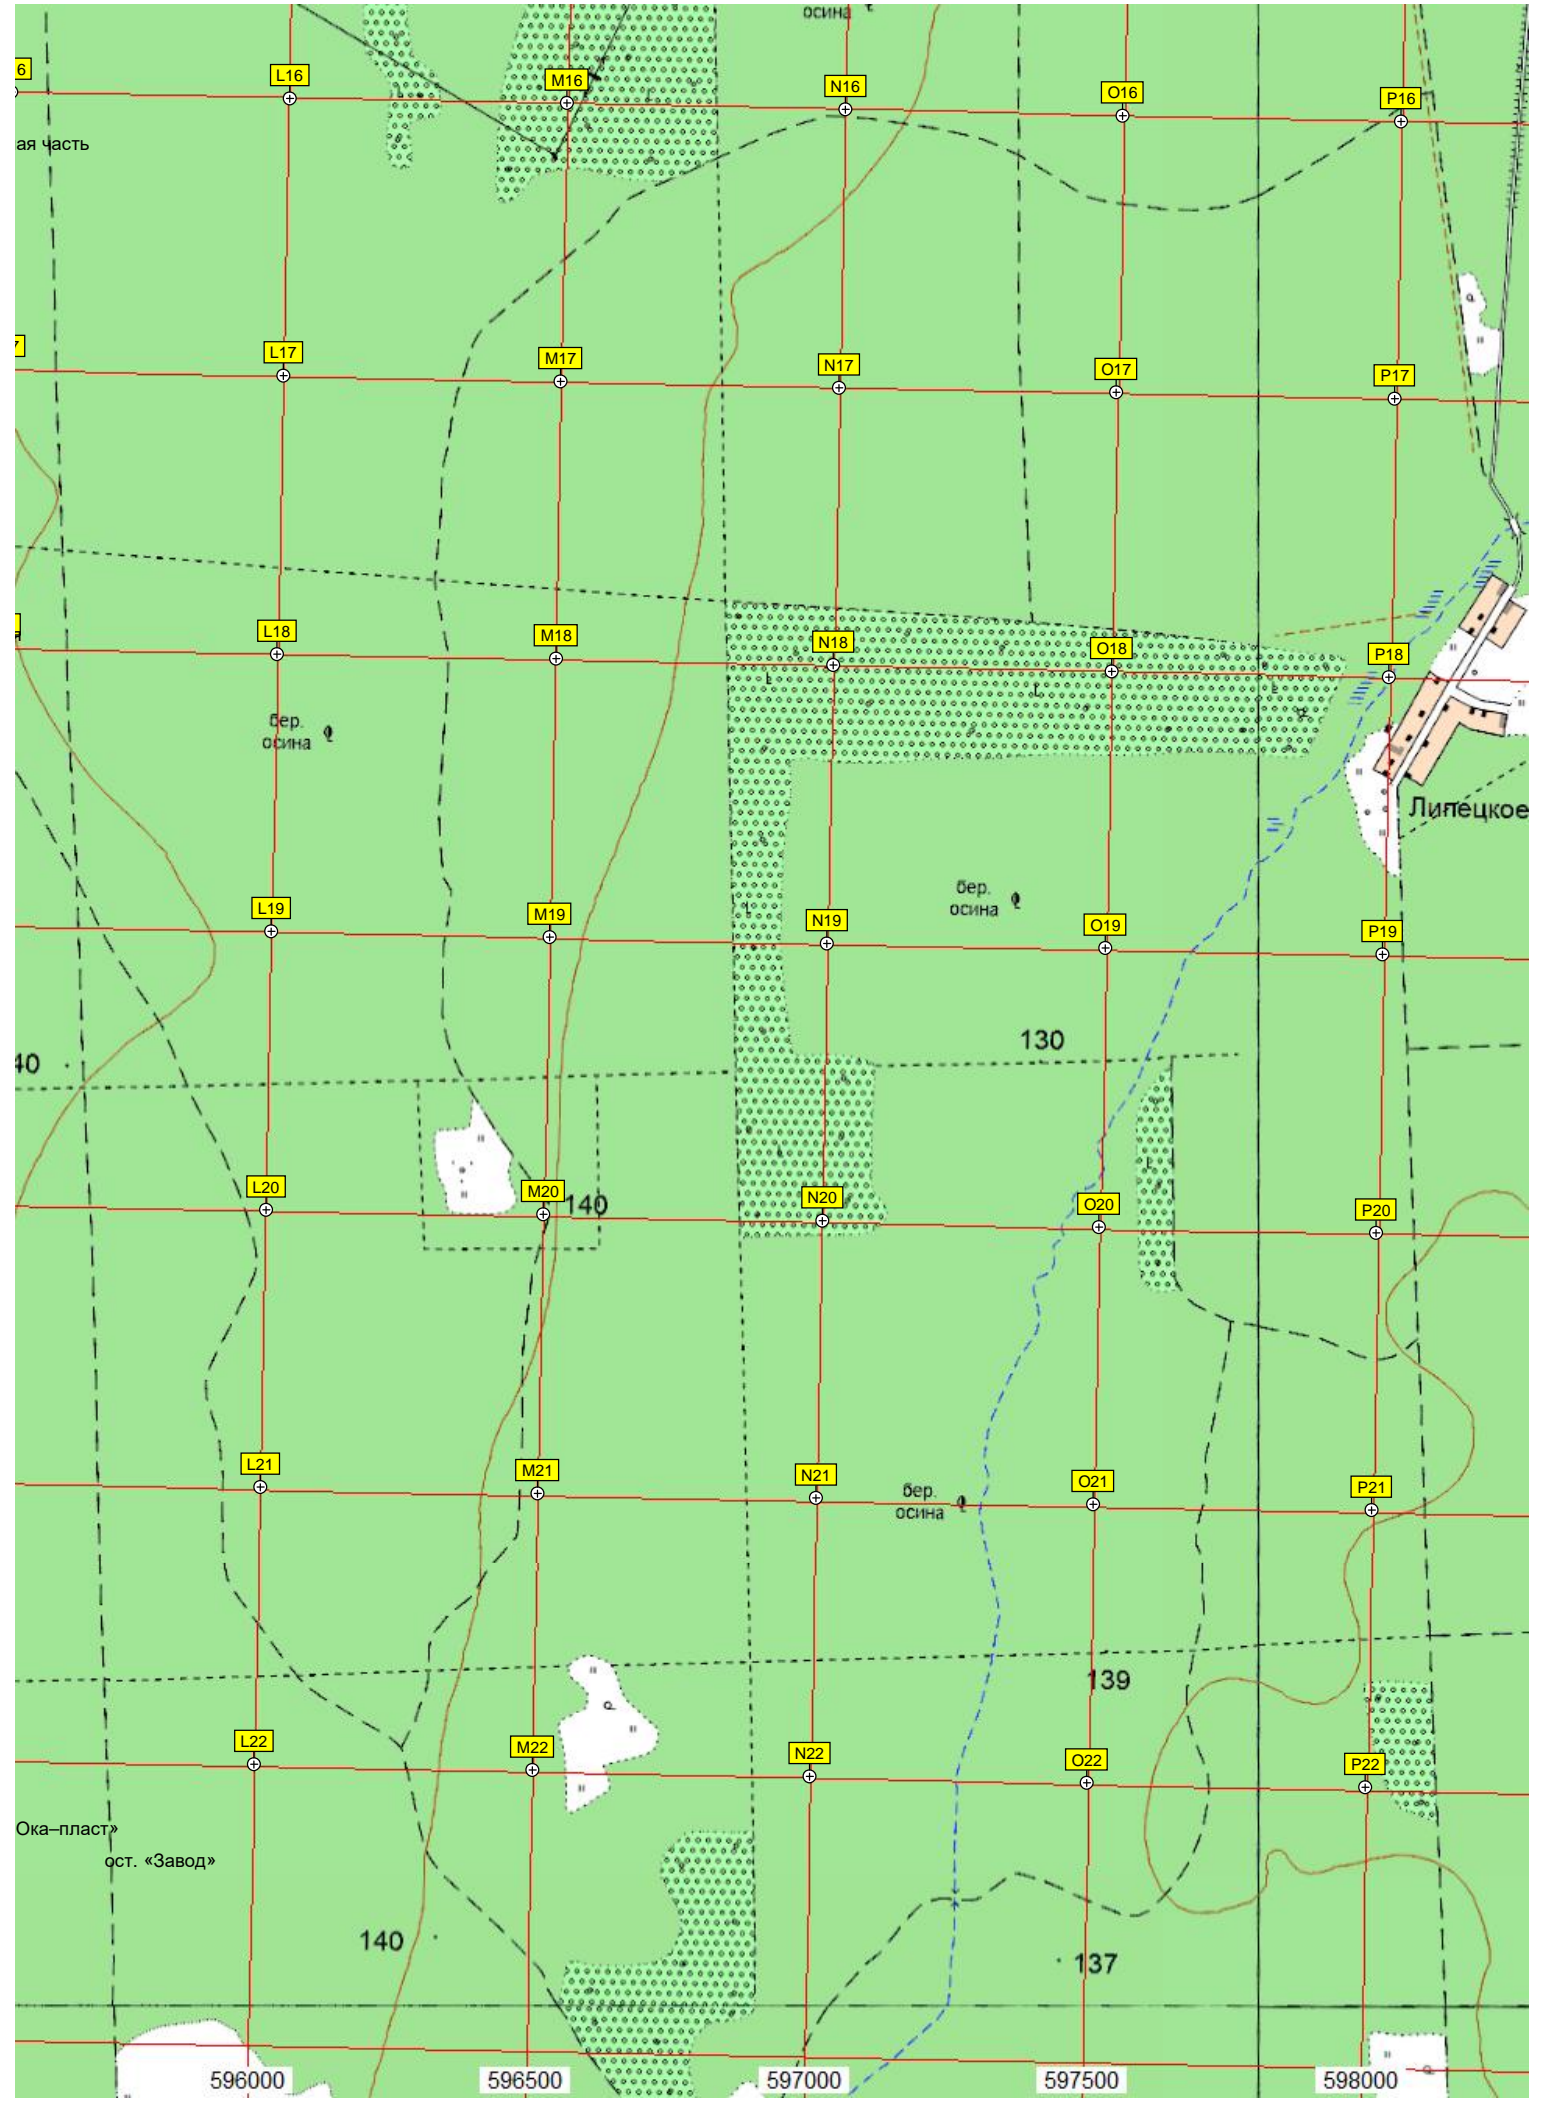 осина
6
L16
M16
N16
O16
P16
ая часть
7
L17
M17
N17
O17
P17
L18
M18
N18
O18
P18
бер.
осина
Липецкое
L19
M19
N19
O19
P19
бер.
осина
130
40
L20
M20
140
N20
O20
P20
L21
M21
N21
O21
P21
бер.
осина
139
L22
M22
N22
O22
P22
Ока–пласт»
ост. «Завод»
140
137
596000
596500
597000
597500
598000